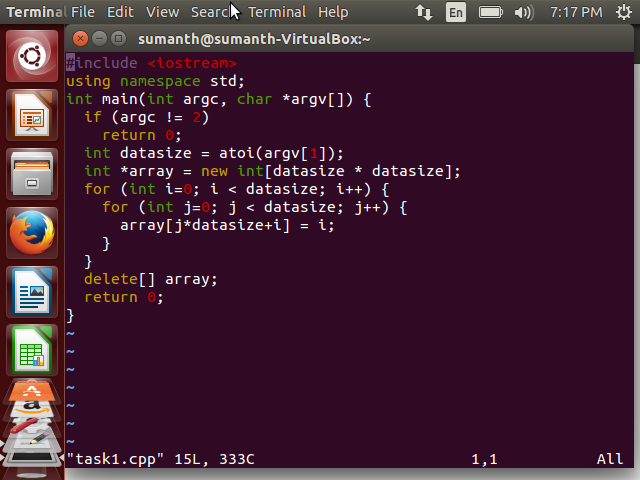 Terminal File Edit View Search Terminal Help En 7:17 PM
sumanth@sumanth-VirtualBox:~
#include <iostream>
using namespace std;
int main(int argc, char *argv[]) {
  if (argc != 2)
    return 0;
  int datasize = atoi(argv[1]);
  int *array = new int[datasize * datasize];
  for (int i=0; i < datasize; i++) {
    for (int j=0; j < datasize; j++) {
      array[j*datasize+i] = i;
    }
  }
  delete[] array;
  return 0;
}
~
~
~
~
~
~
~
"task1.cpp" 15L, 333C 1,1 All